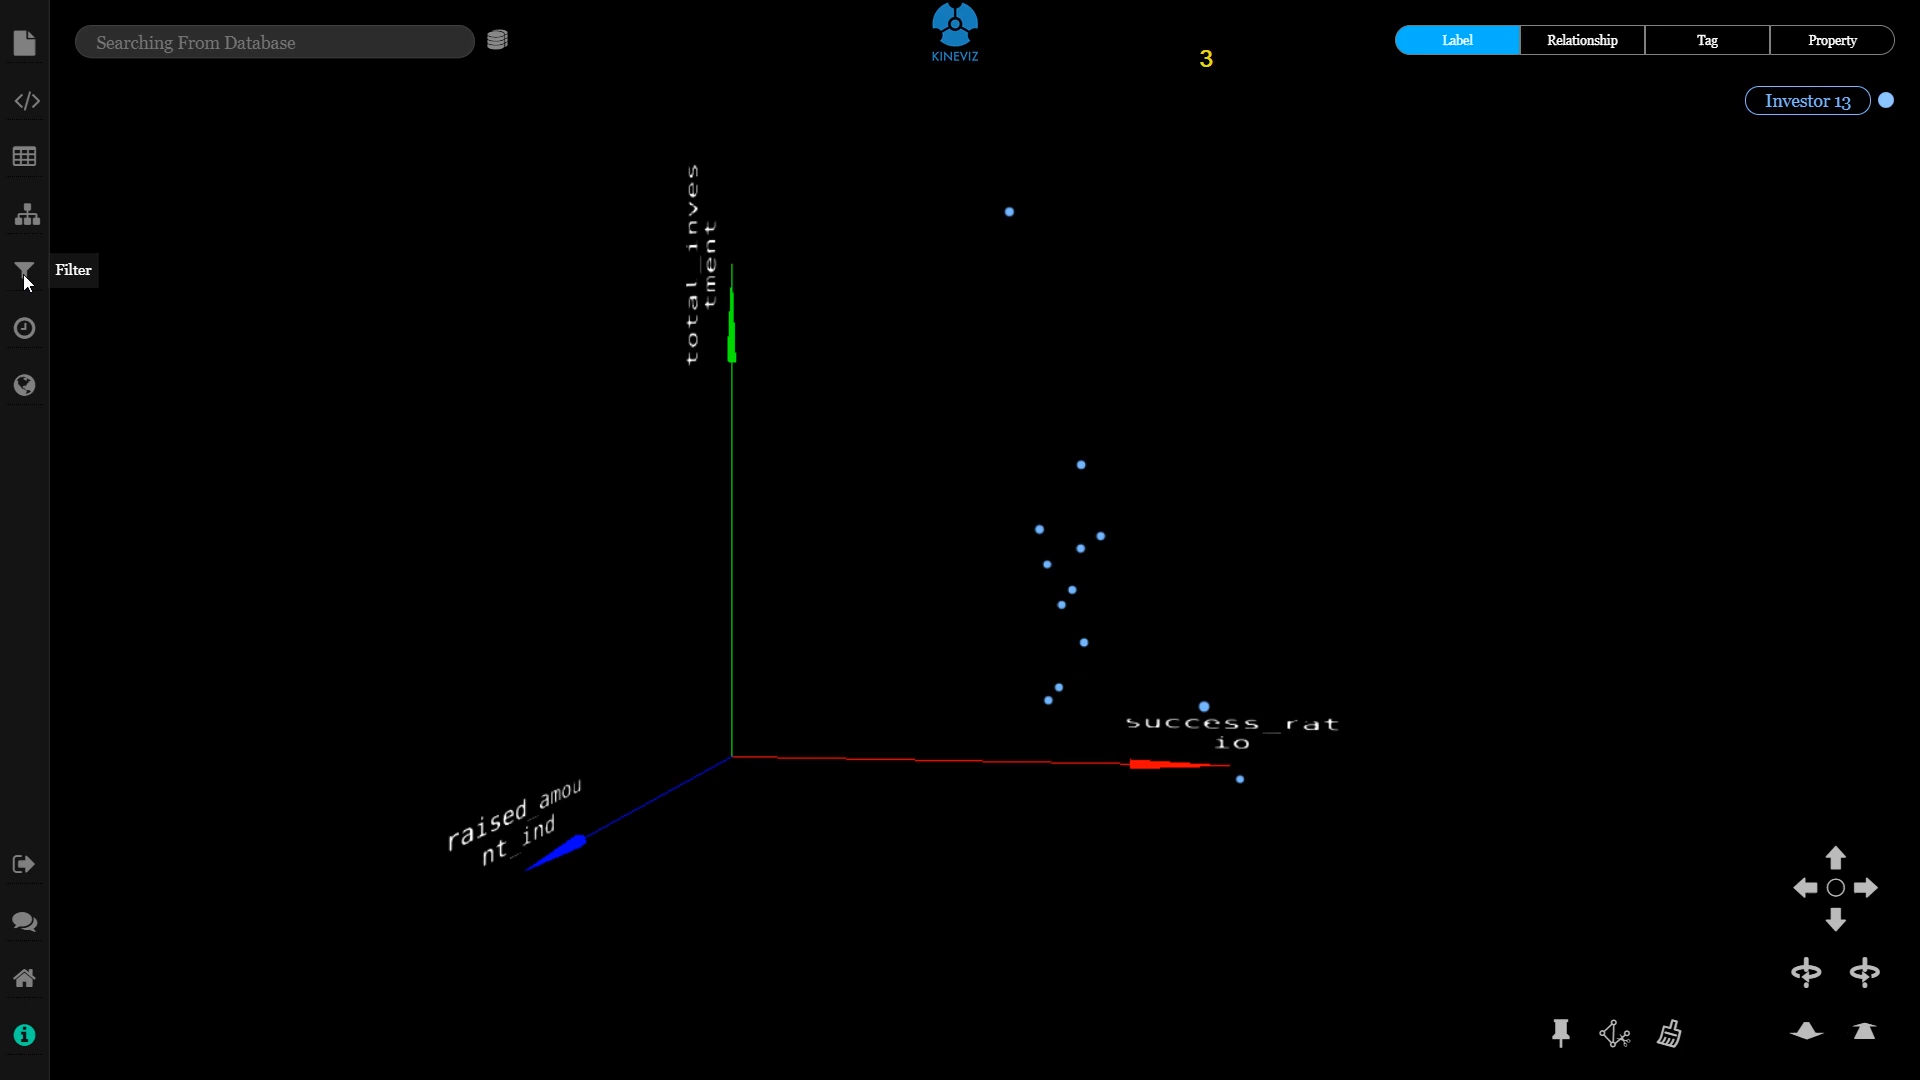 Searching From Database
KINEVIZ
3
Label
Relationship
Tag
Property
Investor 13
Filter
total_inves
tment
success_rat
io
raised_amou
nt_ind